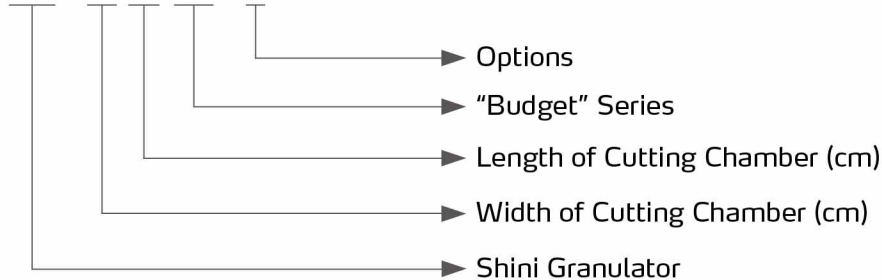 Options
“Budget” Series
Length of Cutting Chamber (cm)
Width of Cutting Chamber (cm)
Shini Granulator